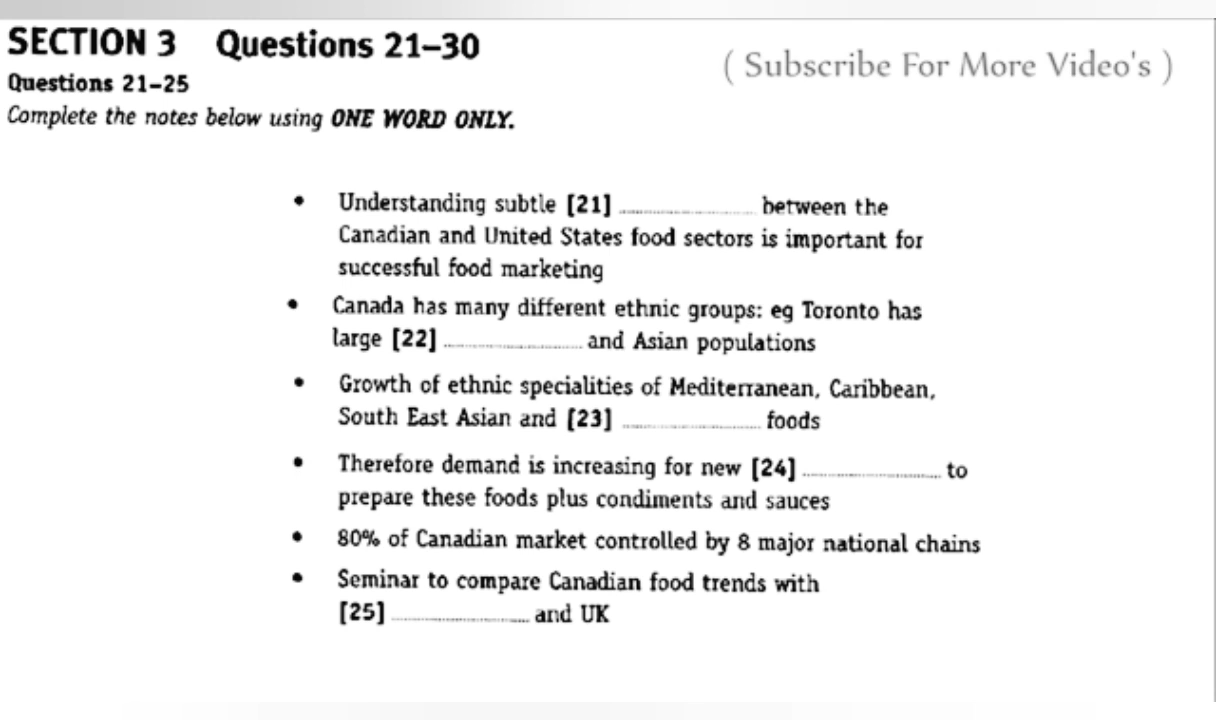 SECTION 3 Questions 21–30
( Subscribe For More Video's )
Questions 21–25
Complete the notes below using ONE WORD ONLY.
• Understanding subtle [21] .................... between the
Canadian and United States food sectors is important for
successful food marketing
• Canada has many different ethnic groups: eg Toronto has
large [22] .................... and Asian populations
• Growth of ethnic specialities of Mediterranean, Caribbean,
South East Asian and [23] .................... foods
• Therefore demand is increasing for new [24] .................... to
prepare these foods plus condiments and sauces
• 80% of Canadian market controlled by 8 major national chains
• Seminar to compare Canadian food trends with
[25] .................... and UK